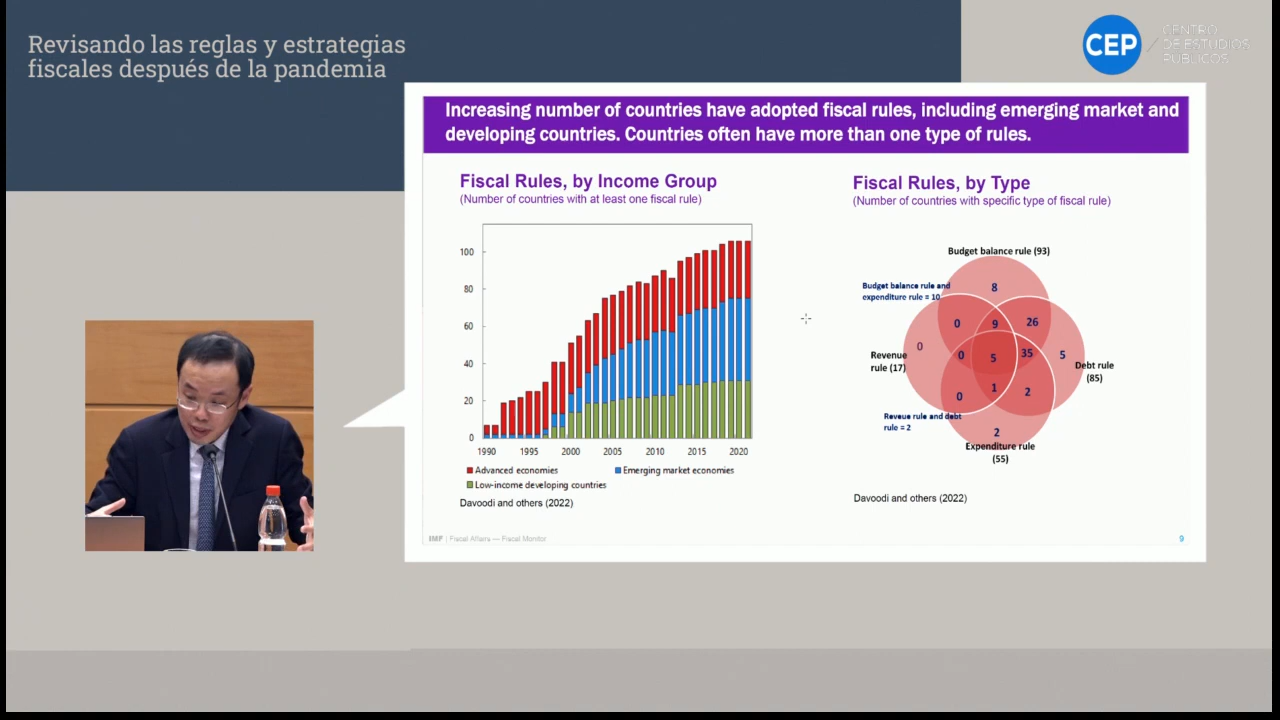 Revisando las reglas y estrategias
fiscales después de la pandemia
CEP
CENTRO
DE ESTUDIOS
PÚBLICOS
Increasing number of countries have adopted fiscal rules, including emerging market and
developing countries. Countries often have more than one type of rules.
Fiscal Rules, by Income Group
(Number of countries with at least one fiscal rule)
100
80
60
40
20
0
1990 1995 2000 2005 2010 2015 2020
Advanced economies
Emerging market economies
Low-income developing countries
Davoodi and others (2022)
Fiscal Rules, by Type
(Number of countries with specific type of fiscal rule)
Budget balance rule (93)
Budget balance rule and
expenditure rule = 10
8
0 9 26
0
Revenue
rule (17)
0 5 35 5
Debt rule
(85)
0 1 2
Reveue rule and debt
rule = 2
2
Expenditure rule
(55)
Davoodi and others (2022)
IMF | Fiscal Affairs — Fiscal Monitor
9